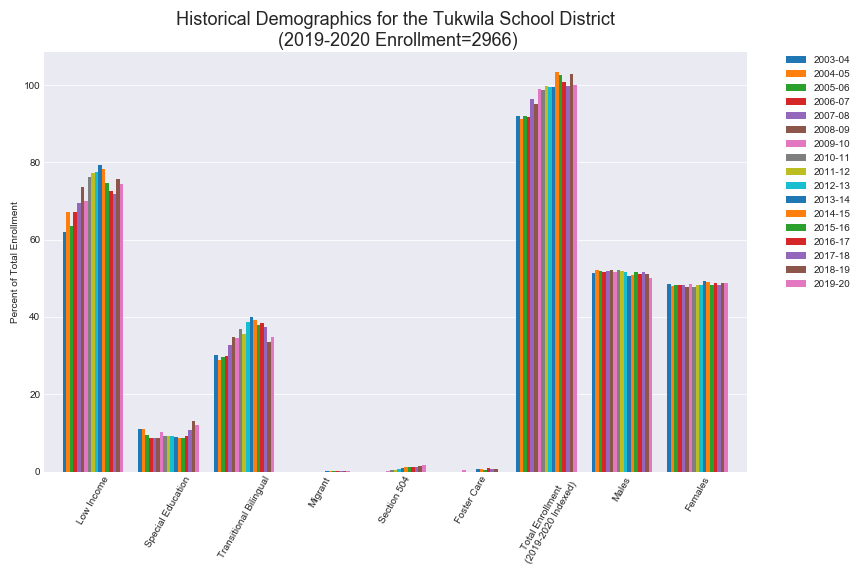 Historical Demographics for the Tukwila School District
(2019-2020 Enrollment=2966)
Percent of Total Enrollment
100
80
60
40
20
0
Low Income
Special Education
Transitional Bilingual
Migrant
Section 504
Foster Care
Total Enrollment
(2019-2020 Indexed)
Males
Females
2003-04
2004-05
2005-06
2006-07
2007-08
2008-09
2009-10
2010-11
2011-12
2012-13
2013-14
2014-15
2015-16
2016-17
2017-18
2018-19
2019-20